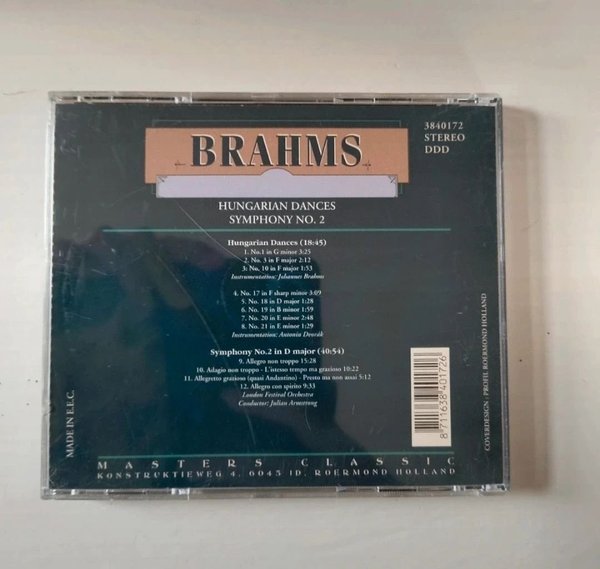 BRAHMS
3840172
STEREO
DDD
HUNGARIAN DANCES
SYMPHONY NO. 2
Hungarian Dances (18:45)
1. No.1 in G minor 3:25
2. No. 3 in F major 2:12
3: No. 10 in F major 1:53
Instrumentation: Johannes Brahms
4. No. 17 in F sharp minor 3:09
5. No. 18 in D major 1:28
6. No. 19 in B minor 1:59
7. No. 20 in E minor 2:48
8. No. 21 in E minor 1:29
Instrumentation: Antonin Dvorák
Symphony No.2 in D major (40:54)
9. Allegro non troppo 15:28
10. Adagio non troppo - L'istesso tempo ma grazioso 10:22
11. Allegretto grazioso (quasi Andantino) - Presto ma non assai 5:12
12. Allegro con spirito 9:33
London Festival Orchestra
Conductor: Julian Armstrong
MADE IN E.E.C.
8 711638 401726
COVERDESIGN : PROFIL ROERMOND HOLLAND
MASTERS CLASSIC
KONSTRUKTIEWEG 4, 6045 JD, ROERMOND HOLLAND